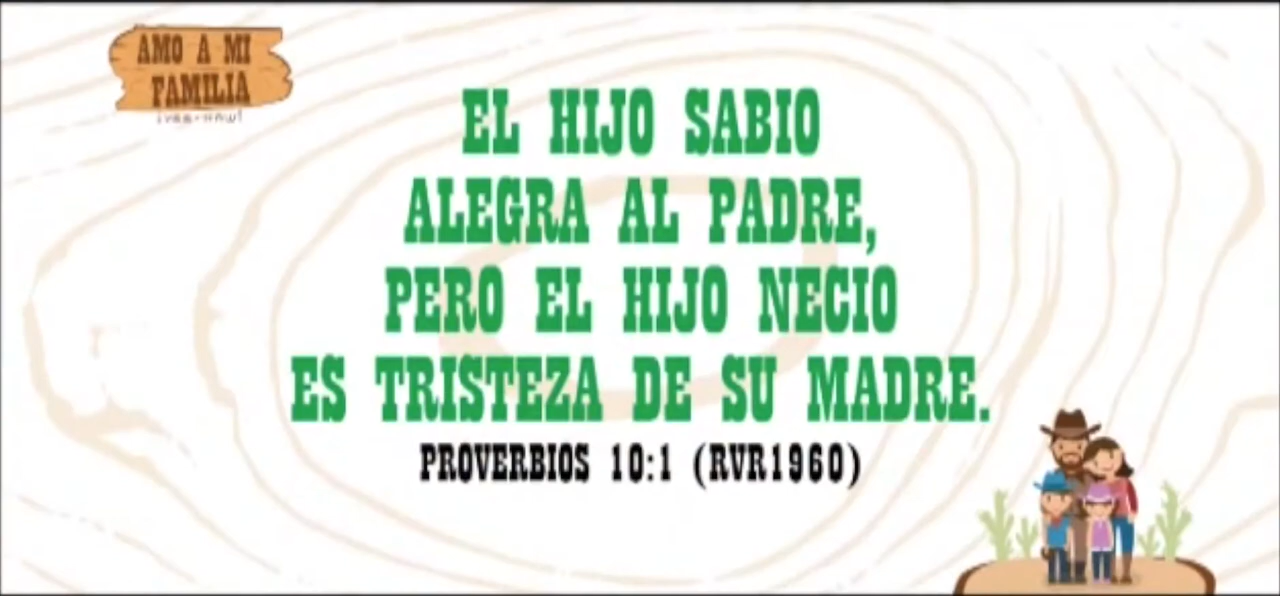 AMO A MI
FAMILIA
EL HIJO SABIO
ALEGRA AL PADRE,
PERO EL HIJO NECIO
ES TRISTEZA DE SU MADRE.
PROVERBIOS 10:1 (RVR1960)